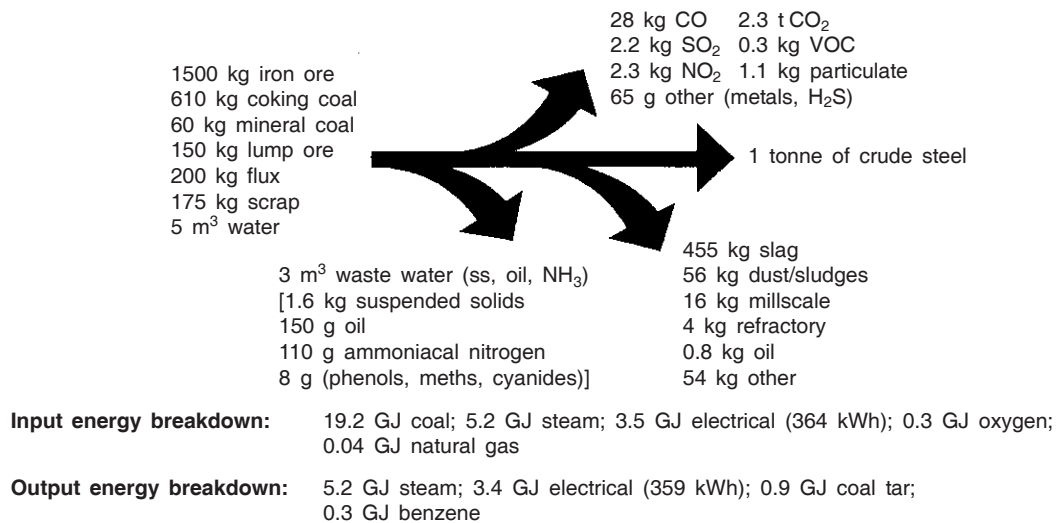 28 kg CO 2.3 t CO₂
2.2 kg SO₂ 0.3 kg VOC
2.3 kg NO₂ 1.1 kg particulate
65 g other (metals, H₂S)
1500 kg iron ore
610 kg coking coal
60 kg mineral coal
150 kg lump ore
200 kg flux
175 kg scrap
5 m³ water
1 tonne of crude steel
3 m³ waste water (ss, oil, NH₃)
[1.6 kg suspended solids
150 g oil
110 g ammoniacal nitrogen
8 g (phenols, meths, cyanides)]
455 kg slag
56 kg dust/sludges
16 kg millscale
4 kg refractory
0.8 kg oil
54 kg other
Input energy breakdown: 19.2 GJ coal; 5.2 GJ steam; 3.5 GJ electrical (364 kWh); 0.3 GJ oxygen;
0.04 GJ natural gas
Output energy breakdown: 5.2 GJ steam; 3.4 GJ electrical (359 kWh); 0.9 GJ coal tar;
0.3 GJ benzene